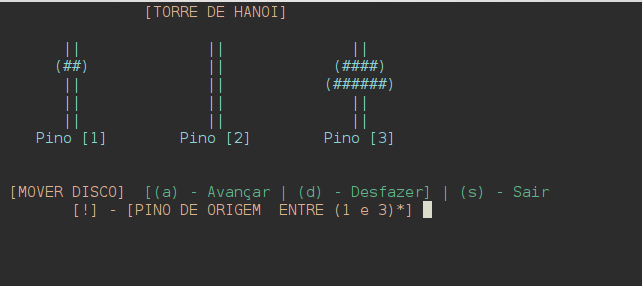 [TORRE DE HANOI]
|| || ||
(##) || (####)
|| || (######)
|| || ||
|| || ||
Pino [1] Pino [2] Pino [3]
[MOVER DISCO] [(a) - Avançar | (d) - Desfazer] | (s) - Sair
[!] - [PINO DE ORIGEM  ENTRE (1 e 3)*]